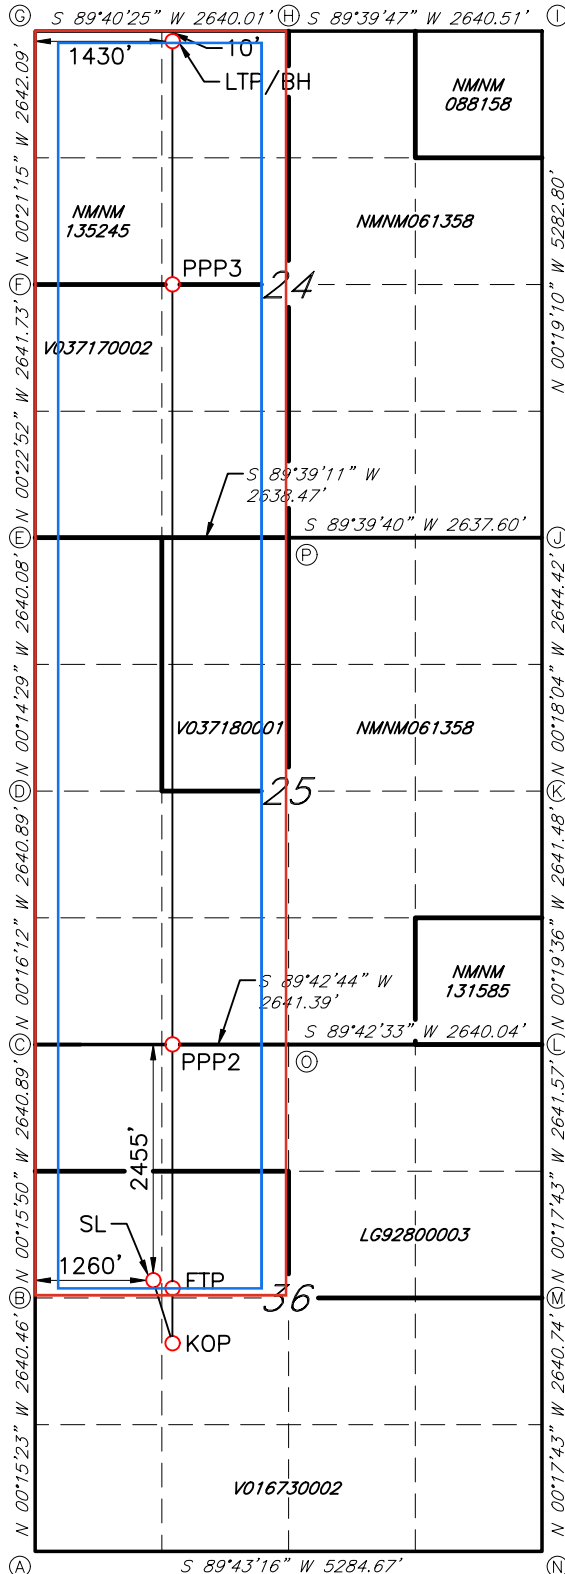 G
S 89°40'25" W 2640.01'
H
S 89°39'47" W 2640.51'
I
1430'
10'
LTP/BH
NMNM
088158
N 00°21'15" W 2642.09'
NMNM
135245
NMNM061358
N 00°19'10" W 5282.80'
PPP3
F
24
V037170002
N 00°22'52" W 2641.73'
S 89°39'11" W
2638.47'
S 89°39'40" W 2637.60'
E
P
J
N 00°14'29" W 2640.08'
V037180001
NMNM061358
N 00°18'04" W 2644.42'
D
25
K
N 00°16'12" W 2640.89'
NMNM
131585
N 00°19'36" W 2641.48'
S 89°42'44" W
2641.39'
S 89°42'33" W 2640.04'
C
PPP2
O
L
N 00°15'50" W 2640.89'
2455'
SL
LG92800003
N 00°17'43" W 2641.57'
1260'
FTP
B
36
M
KOP
N 00°15'23" W 2640.46'
N 00°17'43" W 2640.74'
V016730002
A
S 89°43'16" W 5284.67'
N